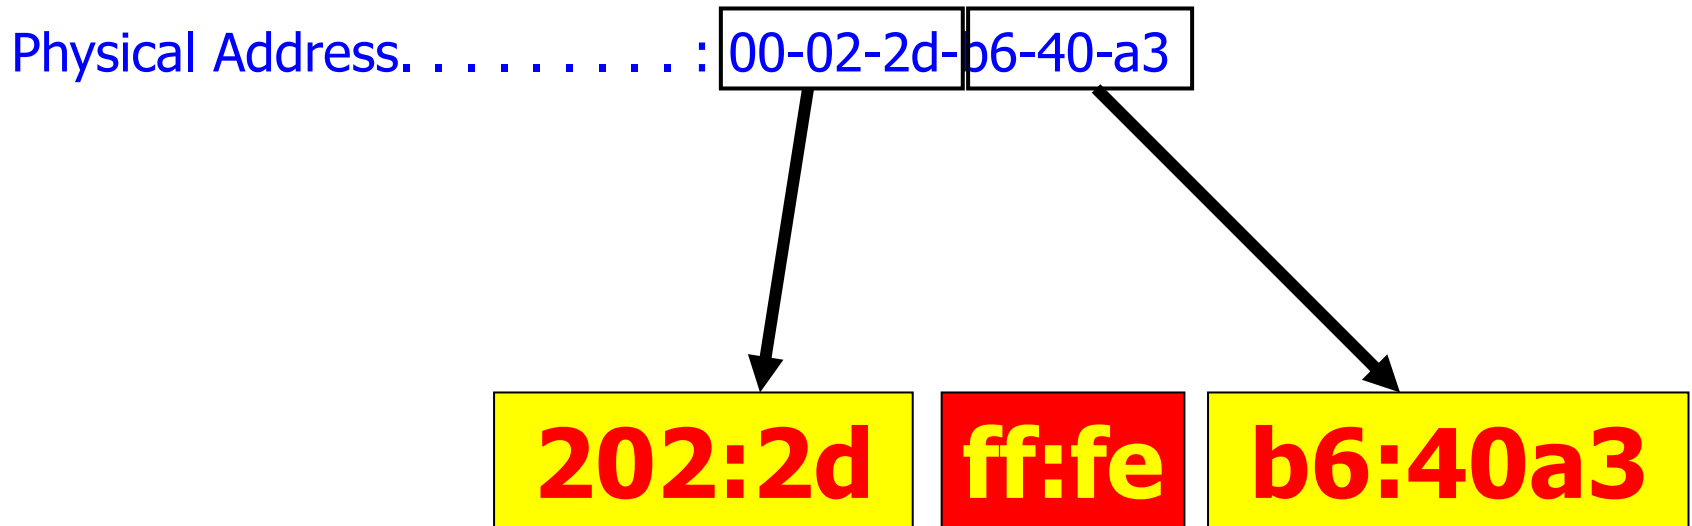 Physical Address. . . . . . . . . : 00-02-2d-b6-40-a3
202:2d ff:fe b6:40a3